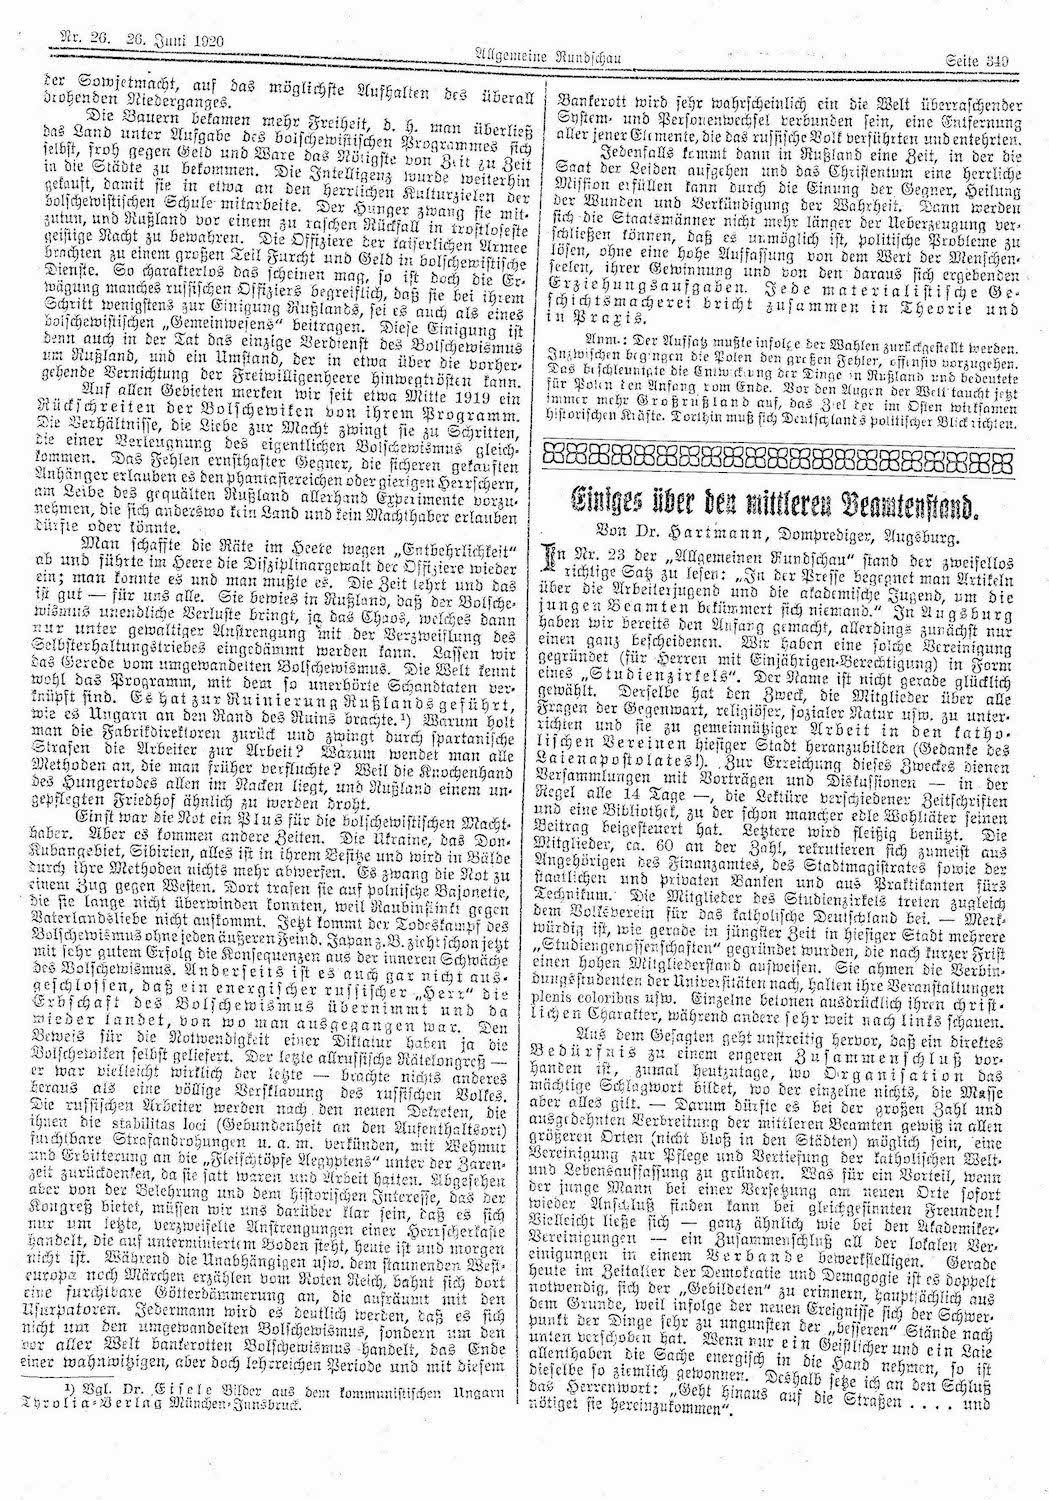 Nr. 26. 26. Juni 1920
Allgemeine Rundschau
Seite 349
der Sowjetmacht, auf das möglichste Aufhalten des überall
drohenden Niederganges.
Die Bauern bekamen mehr Freiheit, d. h. man überließ
das Land unter Aufgabe des bolschewistischen Programmes sich
selbst, froh gegen Geld und Ware das Nötigste von Zeit zu Zeit
in die Städte zu bekommen. Die Intelligenz wurde weiterhin
gekauft, damit sie in etwa an den herrlichen Kulturzielen der
bolschewistischen Schule mitarbeite. Der Hunger zwang sie mit-
zutun, und Rußland vor einem zu raschen Rückfall in trostloseste
geistige Nacht zu bewahren. Die Offiziere der kaiserlichen Armee
brachten zu einem großen Teil Furcht und Geld in bolschewistische
Dienste. So charakterlos das scheinen mag, so ist doch die Er-
wägung manches russischen Offiziers begreiflich, daß sie bei ihrem
Schritt wenigstens zur Einigung Rußlands, sei es auch als eines
bolschewistischen „Gemeinwesens" beitragen. Diese Einigung ist
denn auch in der Tat das einzige Verdienst des Bolschewismus
um Rußland, und ein Umstand, der in etwa über die vorher-
gehende Vernichtung der Freiwilligenheere hinwegtrösten kann.
Auf allen Gebieten merken wir seit etwa Mitte 1919 ein
Rückschreiten der Bolschewiken von ihrem Programm.
Die Verhältnisse, die Liebe zur Macht zwingt sie zu Schritten,
die einer Verleugnung des eigentlichen Bolschewismus gleich-
kommen. Das Fehlen ernsthafter Gegner, die sicheren gekauften
Anhänger erlauben es den phantasiereichen oder gierigen Herrschern,
am Leibe des gequälten Rußland allerhand Experimente vorzu-
nehmen, die sich anderswo kein Land und kein Machthaber erlauben
dürfte oder könnte.
Man schaffte die Räte im Heere wegen „Entbehrlichkeit"
ab und führte im Heere die Disziplinargewalt der Offiziere wieder
ein; man konnte es und man mußte es. Die Zeit lehrt und das
ist gut — für uns alle. Sie bewies in Rußland, daß der Bolsche-
wismus unendliche Verluste bringt, ja das Chaos, welches dann
nur unter gewaltiger Anstrengung mit der Verzweiflung des
Selbsterhaltungstriebes eingedämmt werden kann. Lassen wir
das Gerede vom umgewandelten Bolschewismus. Die Welt kennt
wohl das Programm, mit dem so unerhörte Schandtaten ver-
knüpft sind. Es hat zur Ruinierung Rußlands geführt,
wie es Ungarn an den Rand des Ruins brachte.¹) Warum holt
man die Fabrikdirektoren zurück und zwingt durch spartanische
Strafen die Arbeiter zur Arbeit? Warum wendet man alle
Methoden an, die man früher verfluchte? Weil die Knochenhand
des Hungertodes allen im Nacken liegt, und Rußland einem un-
gepflegten Friedhof ähnlich zu werden droht.
Einst war die Not ein Plus für die bolschewistischen Macht-
haber. Aber es kommen andere Zeiten. Die Ukraine, das Don-
Kubangebiet, Sibirien, alles ist in ihrem Besitze und wird in Bälde
durch ihre Methoden nichts mehr abwerfen. Es zwang die Not zu
einem Zug gegen Westen. Dort trafen sie auf polnische Bajonette,
die sie lange nicht überwinden konnten, weil Raubinstinkt gegen
Vaterlandsliebe nicht aufkommt. Jetzt kommt der Todeskampf des
Bolschewismus ohne jeden äußeren Feind. Japan z. B. zieht schon jetzt
mit sehr gutem Erfolg die Konsequenzen aus der inneren Schwäche
des Bolschewismus. Anderseits ist es auch gar nicht aus-
geschlossen, daß ein energischer russischer „Herr" die
Erbschaft des Bolschewismus übernimmt und da
wieder landet, von wo man ausgegangen war. Den
Beweis für die Notwendigkeit einer Diktatur haben ja die
Bolschewiken selbst geliefert. Der letzte allrussische Rätekongreß —
er war vielleicht wirklich der letzte — brachte nichts anderes
heraus als eine völlige Versklavung des russischen Volkes.
Die russischen Arbeiter werden nach den neuen Dekreten, die
ihnen die stabilitas loci (Gebundenheit an den Aufenthaltsort)
furchtbare Strafandrohungen u. a. m. verkünden, mit Wehmut
und Erbitterung an die „Fleischtöpfe Aegyptens" unter der Zaren-
zeit zurückdenken, da sie satt waren und Arbeit hatten. Abgesehen
aber von der Belehrung und dem historischen Interesse, das der
Kongreß bietet, müssen wir uns darüber klar sein, daß es sich
nur um letzte, verzweifelte Anstrengungen einer Herrscherkaste
handelt, die auf unterminiertem Boden steht, heute ist und morgen
nicht ist. Während die Unabhängigen usw. dem staunenden West-
europa noch Märchen erzählen vom Roten Reich, bahnt sich dort
eine furchtbare Götterdämmerung an, die aufräumt mit den
Usurpatoren. Jedermann wird es deutlich werden, daß es sich
nicht um den umgewandelten Bolschewismus, sondern um den
vor aller Welt bankerotten Bolschewismus handelt, das Ende
einer wahnwitzigen, aber doch lehrreichen Periode und mit diesem
¹) Vgl. Dr. Eisele Bilder aus dem kommunistischen Ungarn
Tyrolia-Verlag München-Innsbruck.
Bankerott wird sehr wahrscheinlich ein die Welt überraschender
System- und Personenwechsel verbunden sein, eine Entfernung
aller jener Elemente, die das russische Volk verführten und entehrten.
Jedenfalls kommt dann in Rußland eine Zeit, in der die
Saat der Leiden aufgehen und das Christentum eine herrliche
Mission erfüllen kann durch die Einung der Gegner, Heilung
der Wunden und Verkündigung der Wahrheit. Dann werden
sich die Staatsmänner nicht mehr länger der Ueberzeugung ver-
schließen können, daß es unmöglich ist, politische Probleme zu
lösen, ohne eine hohe Auffassung von dem Wert der Menschen-
seelen, ihrer Gewinnung und von den daraus sich ergebenden
Erziehungsaufgaben. Jede materialistische Ge-
schichtsmacherei bricht zusammen in Theorie und
in Praxis.
Anm.: Der Aufsatz mußte infolge der Wahlen zurückgestellt werden.
Inzwischen begingen die Polen den großen Fehler, offensiv vorzugehen.
Das beschleunigte die Entwicklung der Dinge in Rußland und bedeutete
für Polen den Anfang vom Ende. Vor den Augen der Welt taucht jetzt
immer mehr Großrußland auf, das Ziel der im Osten wirksamen
historischen Kräfte. Dorthin muß sich Deutschlands politischer Blick richten.
Einiges über den mittleren Beamtenstand.
Von Dr. Hartmann, Domprediger, Augsburg.
In Nr. 23 der „Allgemeinen Rundschau" stand der zweifellos
richtige Satz zu lesen: „In der Presse begegnet man Artikeln
über die Arbeiterjugend und die akademische Jugend, um die
jungen Beamten bekümmert sich niemand." In Augsburg
haben wir bereits den Anfang gemacht, allerdings zunächst nur
einen ganz bescheidenen. Wir haben eine solche Vereinigung
gegründet (für Herren mit Einjährigen-Berechtigung) in Form
eines „Studienzirkels". Der Name ist nicht gerade glücklich
gewählt. Derselbe hat den Zweck, die Mitglieder über alle
Fragen der Gegenwart, religiöser, sozialer Natur usw. zu unter-
richten und sie zu gemeinnütziger Arbeit in den katho-
lischen Vereinen hiesiger Stadt heranzubilden (Gedanke des
Laienapostolates!). Zur Erreichung dieses Zweckes dienen
Versammlungen mit Vorträgen und Diskussionen — in der
Regel alle 14 Tage —, die Lektüre verschiedener Zeitschriften
und eine Bibliothek, zu der schon mancher edle Wohltäter seinen
Beitrag beigesteuert hat. Letztere wird fleißig benützt. Die
Mitglieder, ca. 60 an der Zahl, rekrutieren sich zumeist aus
Angehörigen des Finanzamtes, des Stadtmagistrates sowie der
staatlichen und privaten Banken und aus Praktikanten fürs
Technikum. Die Mitglieder des Studienzirkels treten zugleich
dem Volksverein für das katholische Deutschland bei. — Merk-
würdig ist, wie gerade in jüngster Zeit in hiesiger Stadt mehrere
„Studiengenossenschaften" gegründet wurden, die nach kurzer Frist
einen hohen Mitgliederstand aufweisen. Sie ahmen die Verbin-
dungsstudenten der Universitäten nach, halten ihre Veranstaltungen
plenis coloribus usw. Einzelne betonen ausdrücklich ihren christ-
lichen Charakter, während andere sehr weit nach links schauen.
Aus dem Gesagten geht unstreitig hervor, daß ein direktes
Bedürfnis zu einem engeren Zusammenschluß vor-
handen ist, zumal heutzutage, wo Organisation das
mächtige Schlagwort bildet, wo der einzelne nichts, die Masse
aber alles gilt. — Darum dürfte es bei der großen Zahl und
ausgedehnten Verbreitung der mittleren Beamten gewiß in allen
größeren Orten (nicht bloß in den Städten) möglich sein, eine
Vereinigung zur Pflege und Vertiefung der katholischen Welt-
und Lebensauffassung zu gründen. Was für ein Vorteil, wenn
der junge Mann bei einer Versetzung am neuen Orte sofort
wieder Anschluß finden kann bei gleichgesinnten Freunden!
Vielleicht ließe sich — ganz ähnlich wie bei den Akademiker-
Vereinigungen — ein Zusammenschluß all der lokalen Ver-
einigungen in einem Verbande bewerkstelligen. Gerade
heute im Zeitalter der Demokratie und Demagogie ist es doppelt
notwendig, sich der „Gebildeten" zu erinnern, hauptsächlich aus
dem Grunde, weil infolge der neuen Ereignisse sich der Schwer-
punkt der Dinge sehr zu ungunsten der „besseren" Stände nach
unten verschoben hat. Wenn nur ein Geistlicher und ein Laie
allenthalben die Sache energisch in die Hand nehmen, so ist
dieselbe so ziemlich gewonnen. Deshalb setze ich an den Schluß
das Herrenwort: „Geht hinaus auf die Straßen .... und
nötiget sie hereinzukommen".